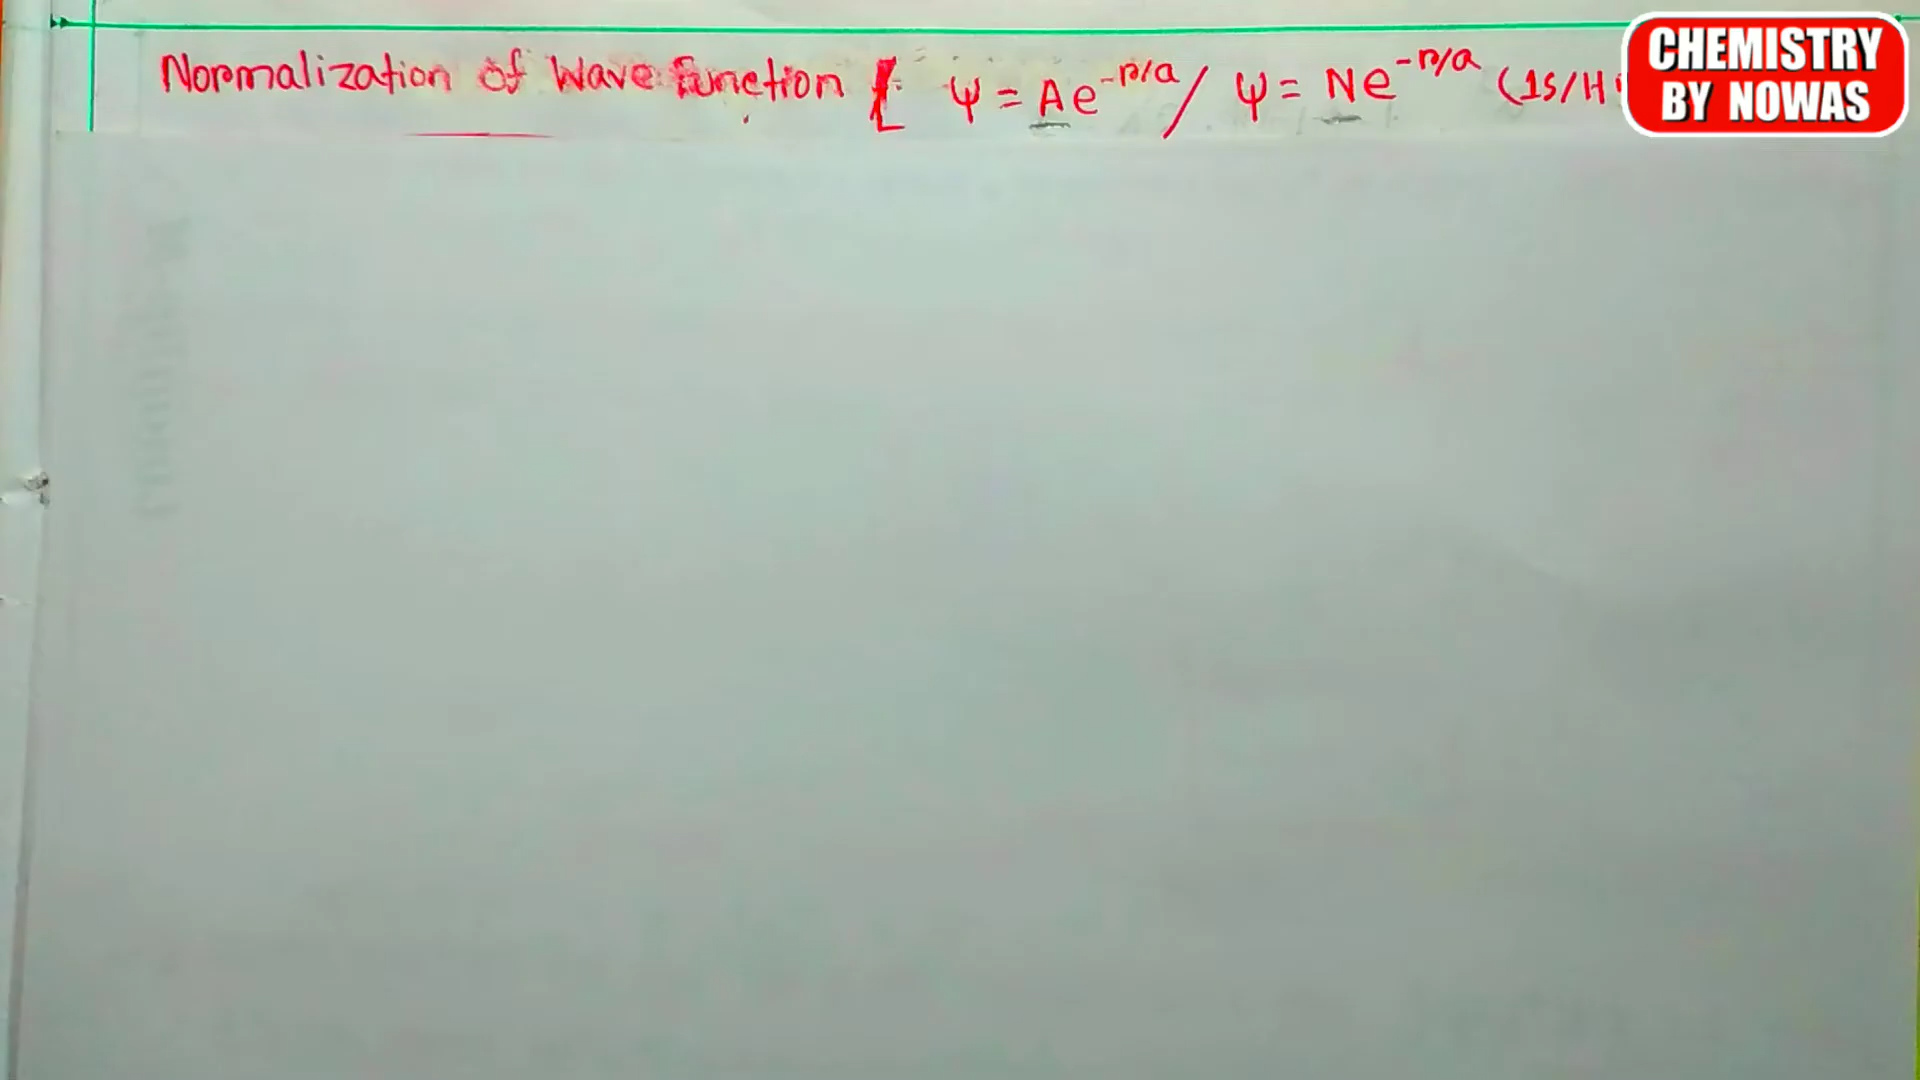 Normalization of Wave Function [ ψ = Ae^-r/a / ψ = Ne^-r/a (1s/H
CHEMISTRY
BY NOWAS